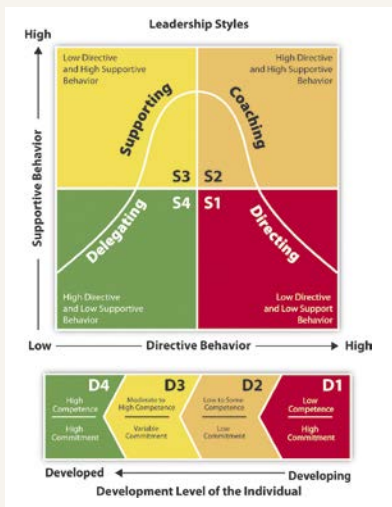 Leadership Styles
High
Low Directive
and High Supportive
Behavior
High Directive
and High Supportive
Behavior
Supporting
Coaching
S3
S2
Supportive Behavior
S4
S1
Delegating
Directing
High Directive
and Low Supportive
Behavior
Low Directive
and Low Support
Behavior
Low
Directive Behavior
High
D4
D3
D2
D1
High
Competence
High
Commitment
Moderate to
High Competence
Variable
Commitment
Low to Some
Competence
Low
Commitment
Low
Competence
High
Commitment
Developed
Developing
Development Level of the Individual